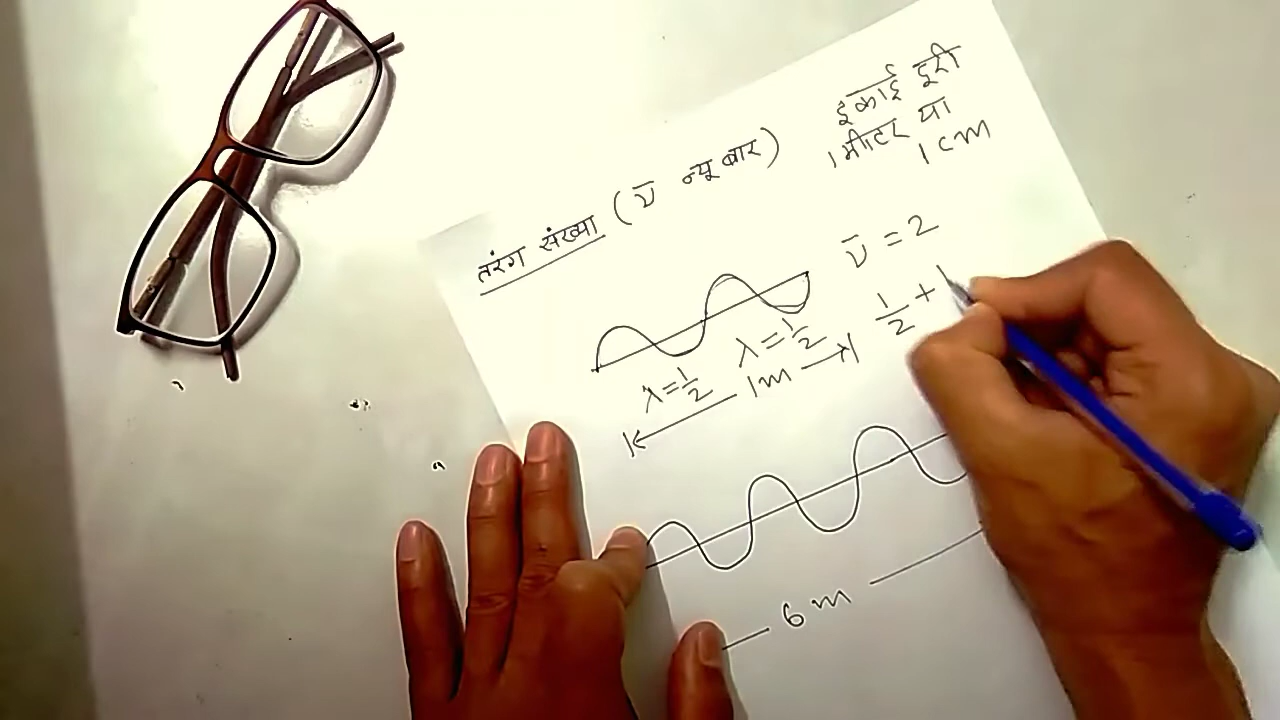 इकाई दूरी
1 मीटर या
1 cm
तरंग संख्या ( ν̄ न्यू बार )
ν̄ = 2
1/2 +
λ = 1/2
λ = 1/2
1m
6 m